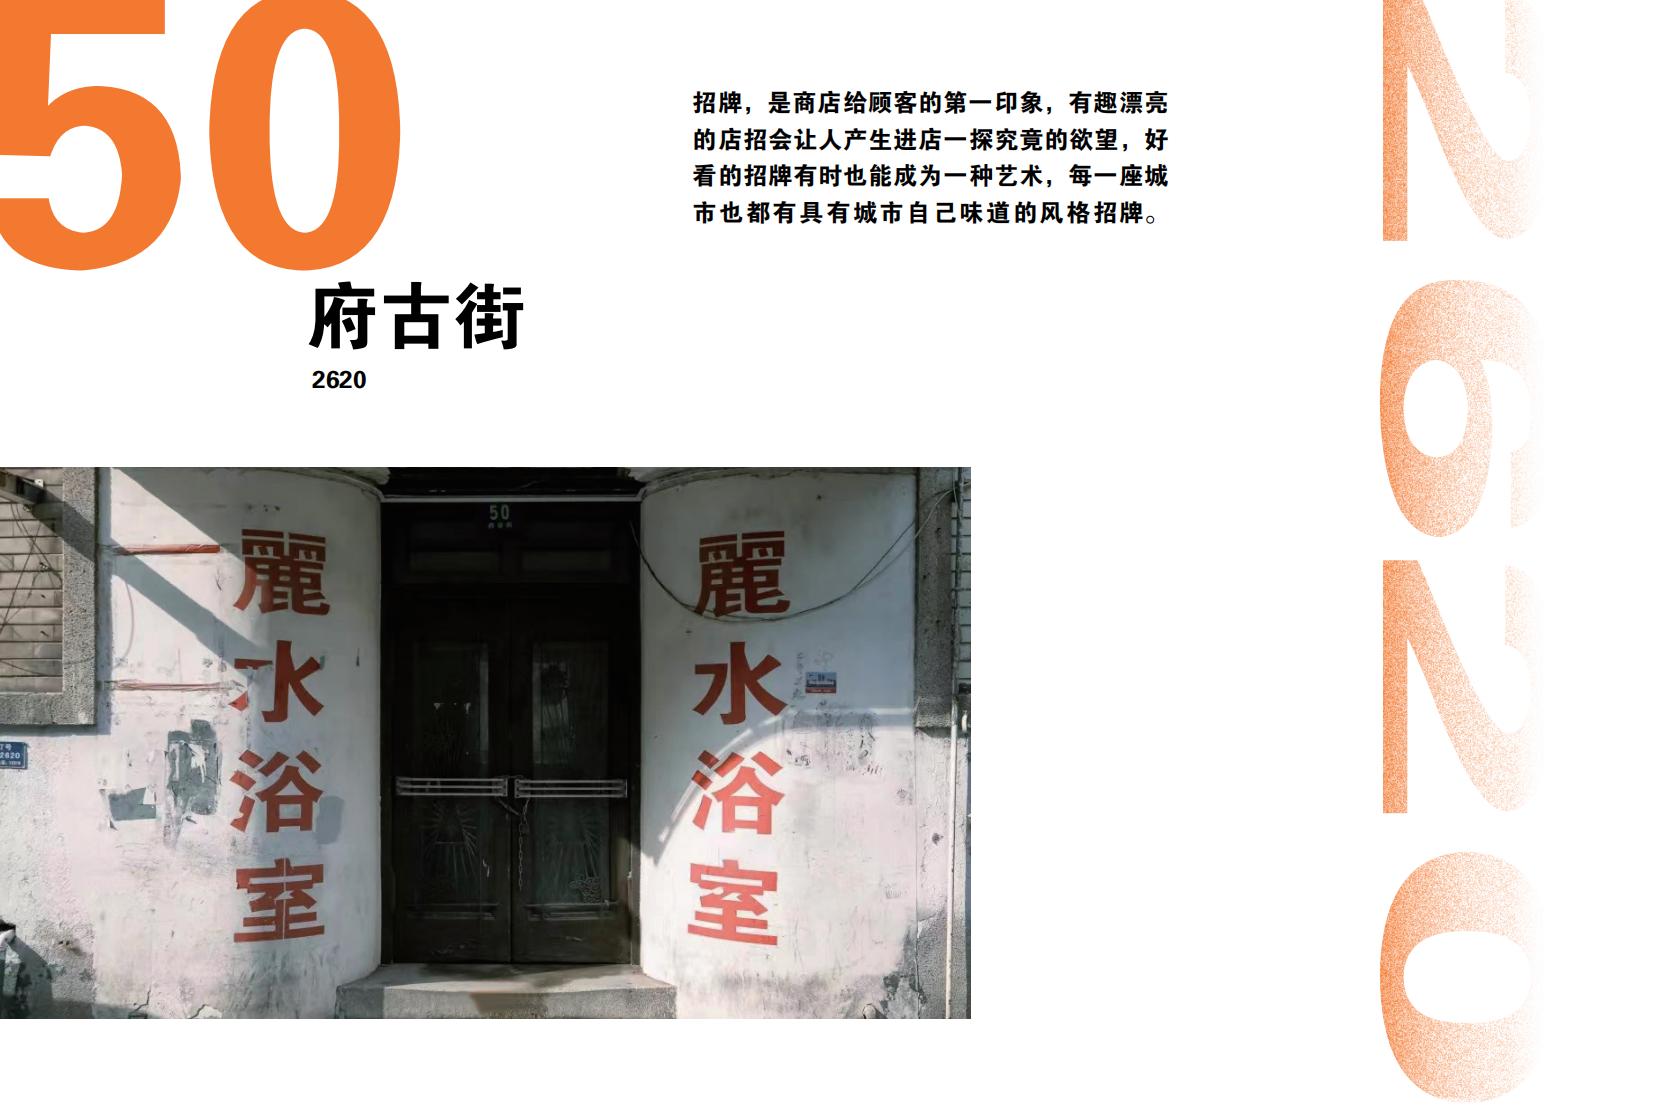 50
府古街
2620
招牌，是商店给顾客的第一印象，有趣漂亮
的店招会让人产生进店一探究竟的欲望，好
看的招牌有时也能成为一种艺术，每一座城
市也都有具有城市自己味道的风格招牌。
2620
50
麗水浴室
麗水浴室
2620